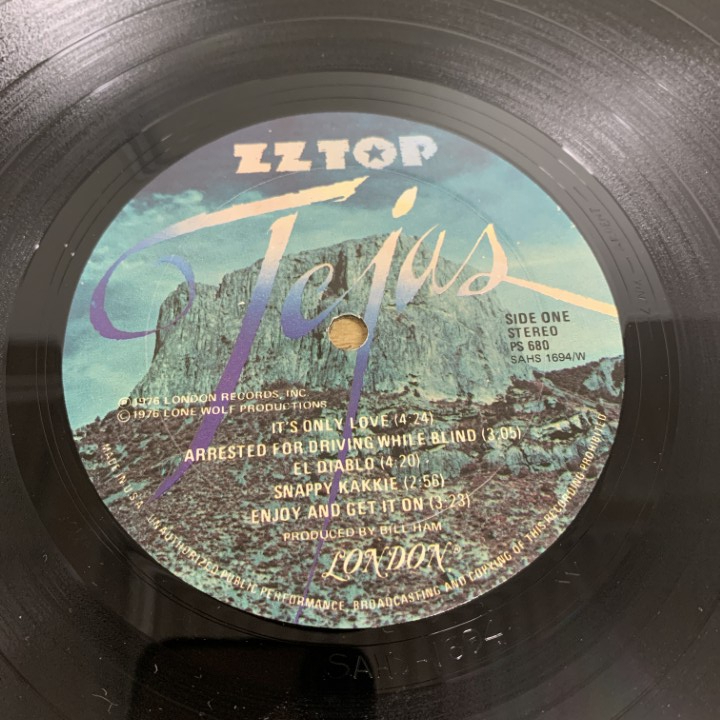 ZZ TOP
Tejas
SIDE ONE
STEREO
PS 680
SAHS 1694/W
℗ 1976 LONDON RECORDS, INC.
© 1976 LONE WOLF PRODUCTIONS
IT'S ONLY LOVE (4:24)
ARRESTED FOR DRIVING WHILE BLIND (3:05)
EL DIABLO (4:20)
SNAPPY KAKKIE (2:56)
ENJOY AND GET IT ON (3:23)
PRODUCED BY BILL HAM
LONDON®
MADE IN U.S.A. UNAUTHORIZED PUBLIC PERFORMANCE, BROADCASTING AND COPYING OF THIS RECORDING PROHIBITED
SAHS-1694